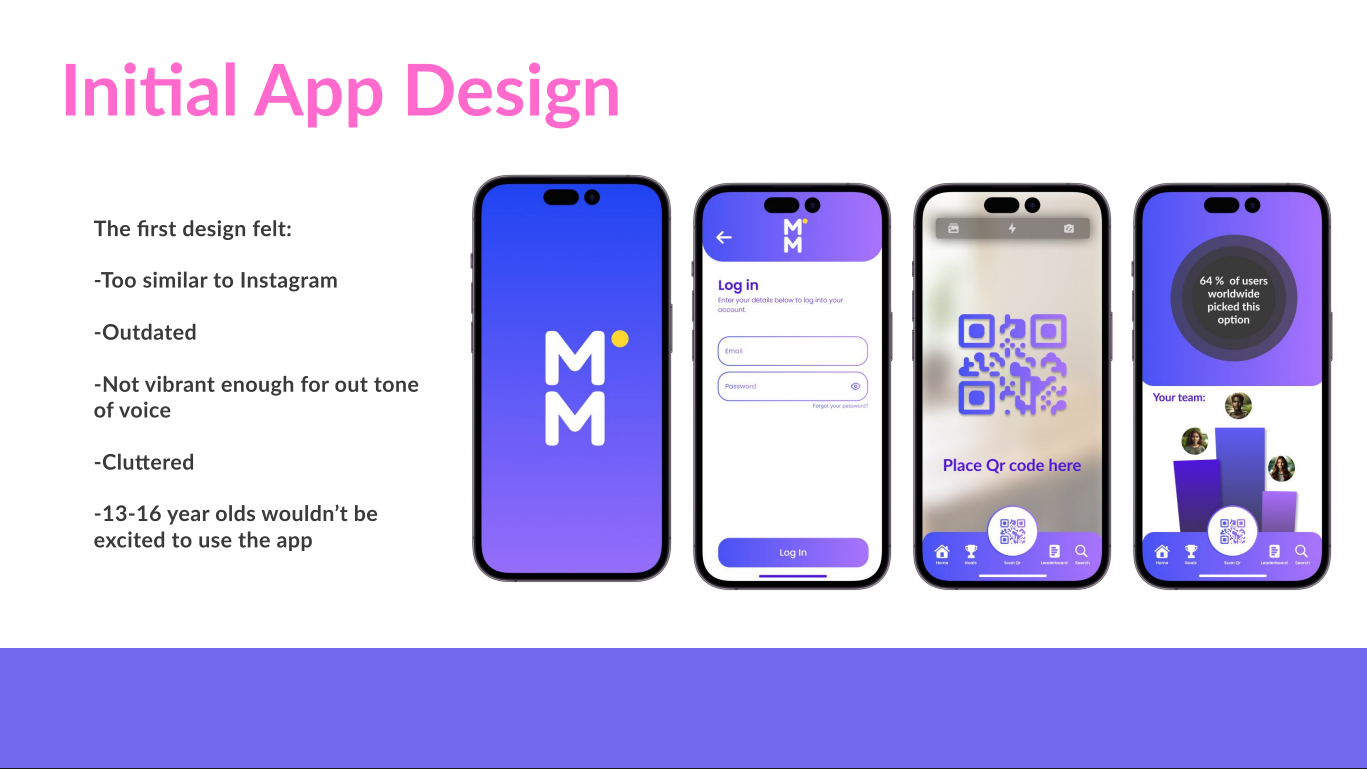 Initial App Design
The first design felt:
-Too similar to Instagram
-Outdated
-Not vibrant enough for out tone
of voice
-Cluttered
-13-16 year olds wouldn't be
excited to use the app
M
M
M
M
Log in
Enter your details below to log into your
account.
Email
Password
Forgot your password?
Log In
Place Qr code here
Home Goals Scan Qr Leaderboard Search
64 % of users
worldwide
picked this
option
Your team:
Home Goals Scan Qr Leaderboard Search